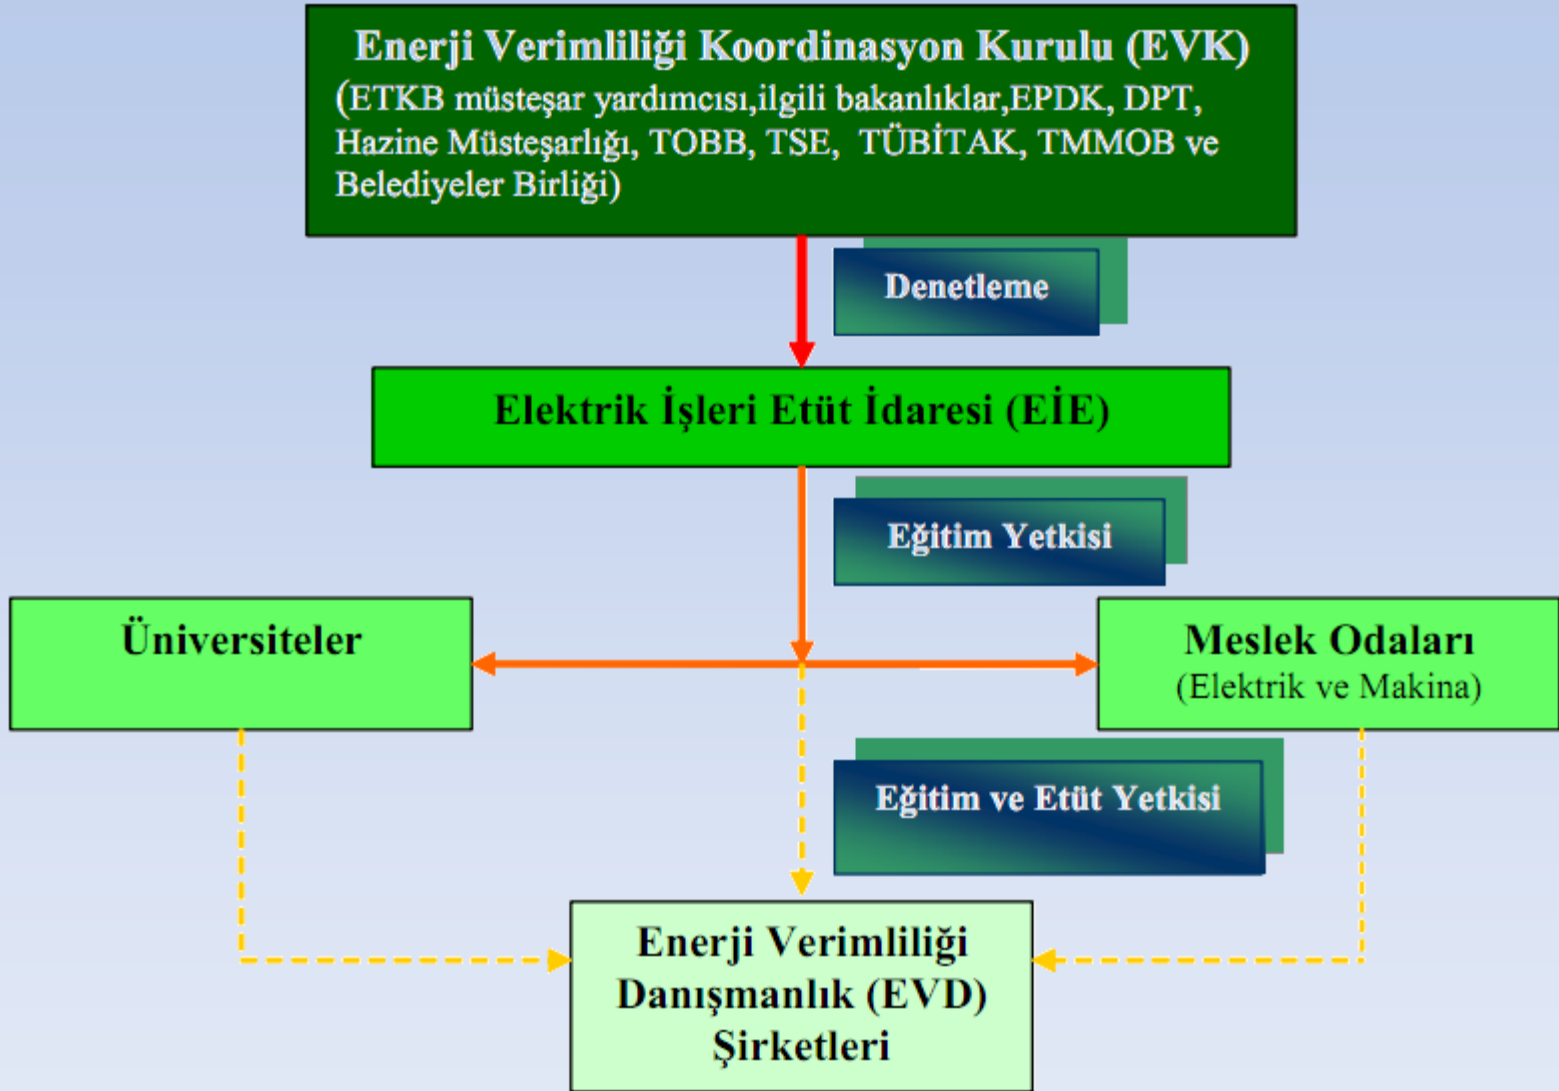 Enerji Verimliliği Koordinasyon Kurulu (EVK)
(ETKB müsteşar yardımcısı,ilgili bakanlıklar,EPDK, DPT,
Hazine Müsteşarlığı, TOBB, TSE, TÜBİTAK, TMMOB ve
Belediyeler Birliği)
Denetleme
Elektrik İşleri Etüt İdaresi (EİE)
Eğitim Yetkisi
Üniversiteler
Meslek Odaları
(Elektrik ve Makina)
Eğitim ve Etüt Yetkisi
Enerji Verimliliği
Danışmanlık (EVD)
Şirketleri